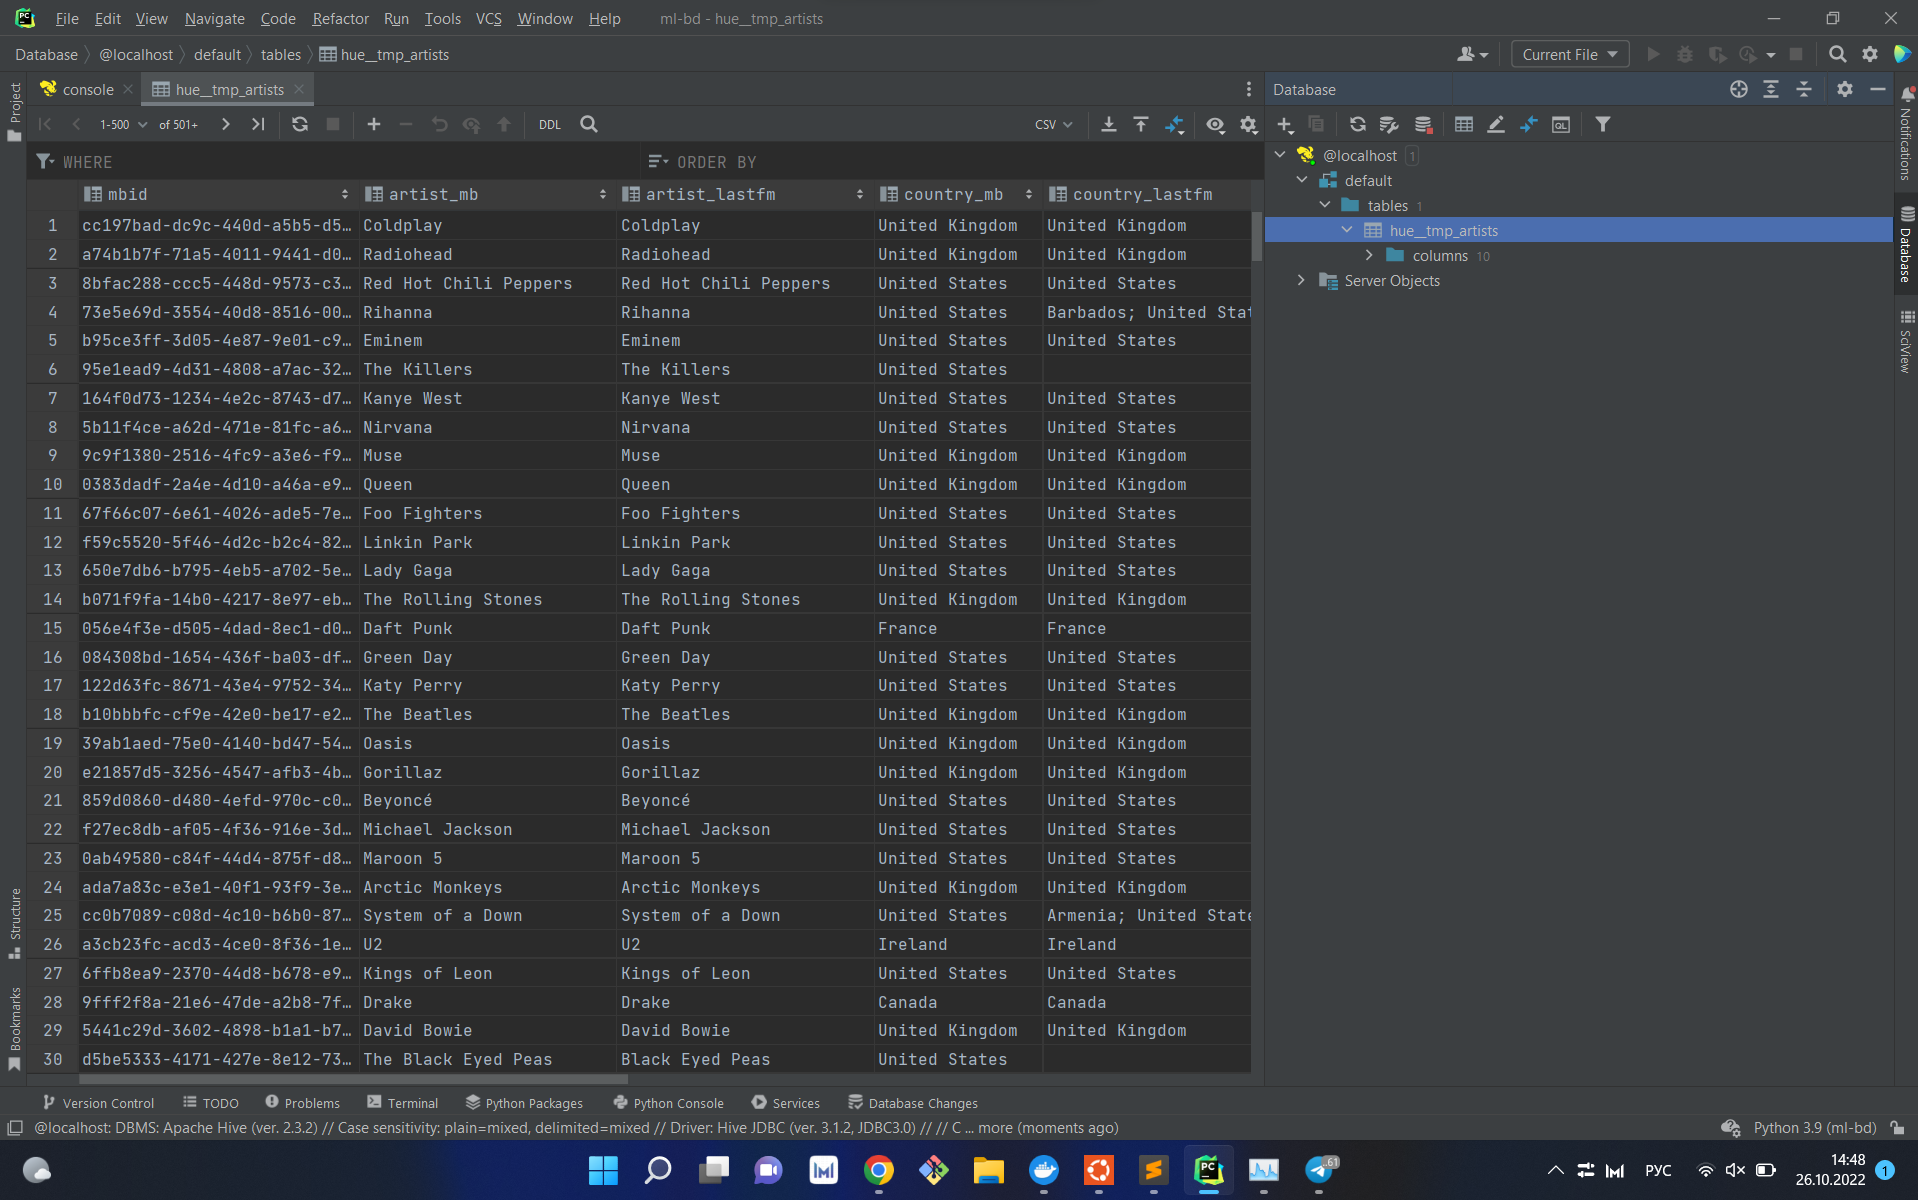 File Edit View Navigate Code Refactor Run Tools VCS Window Help ml-bd - hue__tmp_artists
Database @localhost default tables hue__tmp_artists Current File
console hue__tmp_artists Database
1-500 of 501+ DDL CSV
WHERE ORDER BY
mbid artist_mb artist_lastfm country_mb country_lastfm
1 cc197bad-dc9c-440d-a5b5-d5… Coldplay Coldplay United Kingdom United Kingdom
2 a74b1b7f-71a5-4011-9441-d0… Radiohead Radiohead United Kingdom United Kingdom
3 8bfac288-ccc5-448d-9573-c3… Red Hot Chili Peppers Red Hot Chili Peppers United States United States
4 73e5e69d-3554-40d8-8516-00… Rihanna Rihanna United States Barbados; United Stat
5 b95ce3ff-3d05-4e87-9e01-c9… Eminem Eminem United States United States
6 95e1ead9-4d31-4808-a7ac-32… The Killers The Killers United States
7 164f0d73-1234-4e2c-8743-d7… Kanye West Kanye West United States United States
8 5b11f4ce-a62d-471e-81fc-a6… Nirvana Nirvana United States United States
9 9c9f1380-2516-4fc9-a3e6-f9… Muse Muse United Kingdom United Kingdom
10 0383dadf-2a4e-4d10-a46a-e9… Queen Queen United Kingdom United Kingdom
11 67f66c07-6e61-4026-ade5-7e… Foo Fighters Foo Fighters United States United States
12 f59c5520-5f46-4d2c-b2c4-82… Linkin Park Linkin Park United States United States
13 650e7db6-b795-4eb5-a702-5e… Lady Gaga Lady Gaga United States United States
14 b071f9fa-14b0-4217-8e97-eb… The Rolling Stones The Rolling Stones United Kingdom United Kingdom
15 056e4f3e-d505-4dad-8ec1-d0… Daft Punk Daft Punk France France
16 084308bd-1654-436f-ba03-df… Green Day Green Day United States United States
17 122d63fc-8671-43e4-9752-34… Katy Perry Katy Perry United States United States
18 b10bbbfc-cf9e-42e0-be17-e2… The Beatles The Beatles United Kingdom United Kingdom
19 39ab1aed-75e0-4140-bd47-54… Oasis Oasis United Kingdom United Kingdom
20 e21857d5-3256-4547-afb3-4b… Gorillaz Gorillaz United Kingdom United Kingdom
21 859d0860-d480-4efd-970c-c0… Beyoncé Beyoncé United States United States
22 f27ec8db-af05-4f36-916e-3d… Michael Jackson Michael Jackson United States United States
23 0ab49580-c84f-44d4-875f-d8… Maroon 5 Maroon 5 United States United States
24 ada7a83c-e3e1-40f1-93f9-3e… Arctic Monkeys Arctic Monkeys United Kingdom United Kingdom
25 cc0b7089-c08d-4c10-b6b0-87… System of a Down System of a Down United States Armenia; United State
26 a3cb23fc-acd3-4ce0-8f36-1e… U2 U2 Ireland Ireland
27 6ffb8ea9-2370-44d8-b678-e9… Kings of Leon Kings of Leon United States United States
28 9fff2f8a-21e6-47de-a2b8-7f… Drake Drake Canada Canada
29 5441c29d-3602-4898-b1a1-b7… David Bowie David Bowie United Kingdom United Kingdom
30 d5be5333-4171-427e-8e12-73… The Black Eyed Peas Black Eyed Peas United States
@localhost 1
default
tables 1
hue__tmp_artists
columns 10
Server Objects
Project
Structure
Bookmarks
Notifications
Database
SciView
Version Control TODO Problems Terminal Python Packages Python Console Services Database Changes
@localhost: DBMS: Apache Hive (ver. 2.3.2) // Case sensitivity: plain=mixed, delimited=mixed // Driver: Hive JDBC (ver. 3.1.2, JDBC3.0) // // C ... more (moments ago) Python 3.9 (ml-bd)
PC 61 РУС 14:48
26.10.2022 1